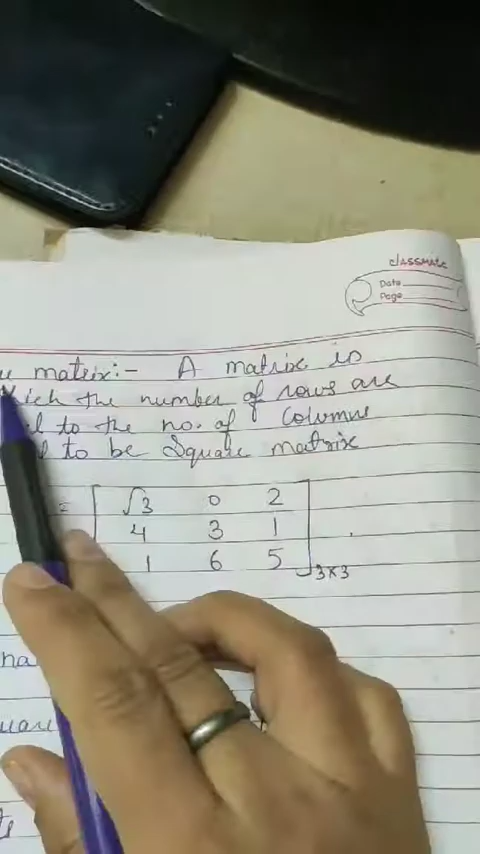 CLASSMATE
Date
Page
matrix:- A matrix is
which the number of rows are
to the no. of Columns
to be Square matrix
= √3 0 2
4 3 1
1 6 5 3×3